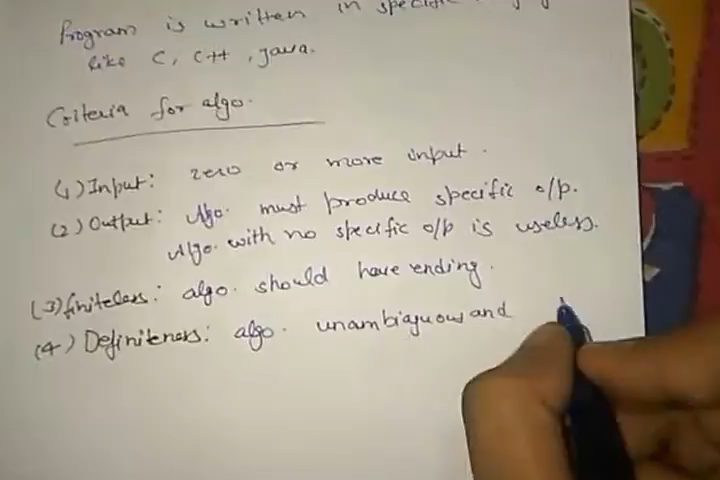 Program is written in specific
like C, C++, java.
Criteria for algo.
(1) Input: zero or more input.
(2) Output: Algo. must produce specific o/p.
Algo. with no specific o/p is useless.
(3) finiteless: algo. should have ending.
(4) Definiteness: algo. unambiguous and